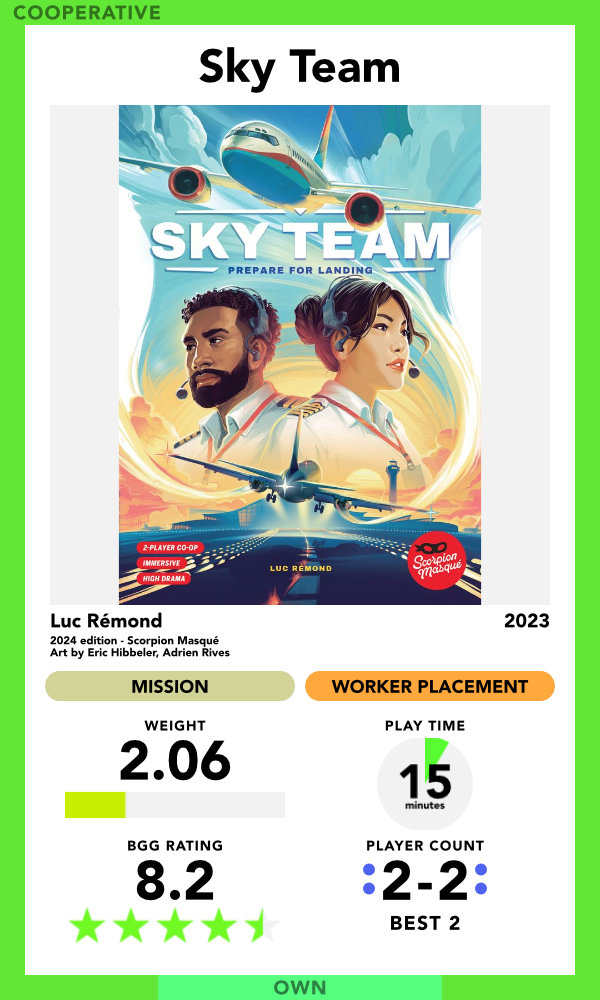 COOPERATIVE
Sky Team
SKY TEAM
PREPARE FOR LANDING
2-PLAYER CO-OP
IMMERSIVE
HIGH DRAMA
LUC RÉMOND
Scorpion
Masqué
Luc Rémond 2023
2024 edition - Scorpion Masqué
Art by Eric Hibbeler, Adrien Rives
MISSION WORKER PLACEMENT
WEIGHT PLAY TIME
2.06 15
minutes
BGG RATING PLAYER COUNT
8.2 2-2
BEST 2
OWN